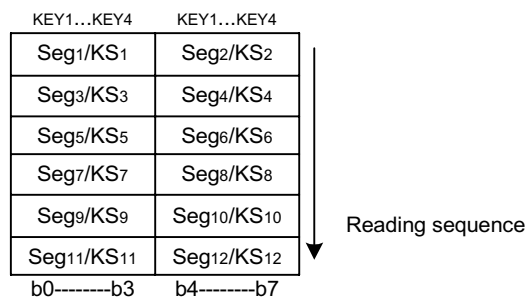 KEY1...KEY4 KEY1...KEY4
Seg1/KS1 Seg2/KS2
Seg3/KS3 Seg4/KS4
Seg5/KS5 Seg6/KS6
Seg7/KS7 Seg8/KS8
Seg9/KS9 Seg10/KS10
Reading sequence
Seg11/KS11 Seg12/KS12
b0--------b3 b4--------b7